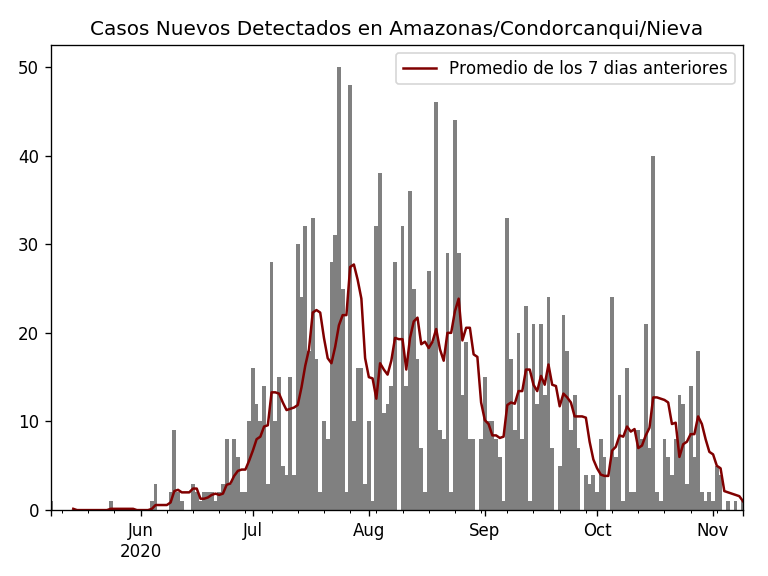 Casos Nuevos Detectados en Amazonas/Condorcanqui/Nieva
Promedio de los 7 dias anteriores
50
40
30
20
10
0
Jun Jul Aug Sep Oct Nov
2020